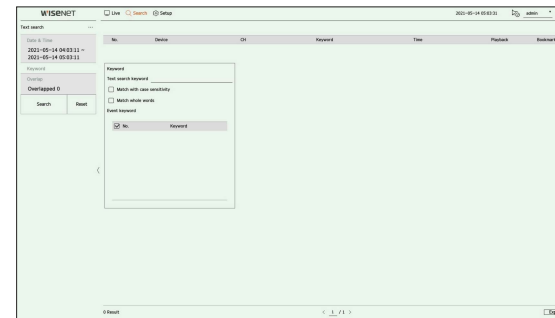 WISENET
Live Search Setup 2021-05-14 05:03:31 admin
Text search ...
Date & Time
2021-05-14 04:03:11 ~
2021-05-14 05:03:11
Keyword
Overlap
Overlapped 0
Search Reset
No. Device CH Keyword Time Playback Bookmark
Keyword
Text search keyword
Match with case sensitivity
Match whole words
Event keyword
No. Keyword
0 Result < 1 / 1 >